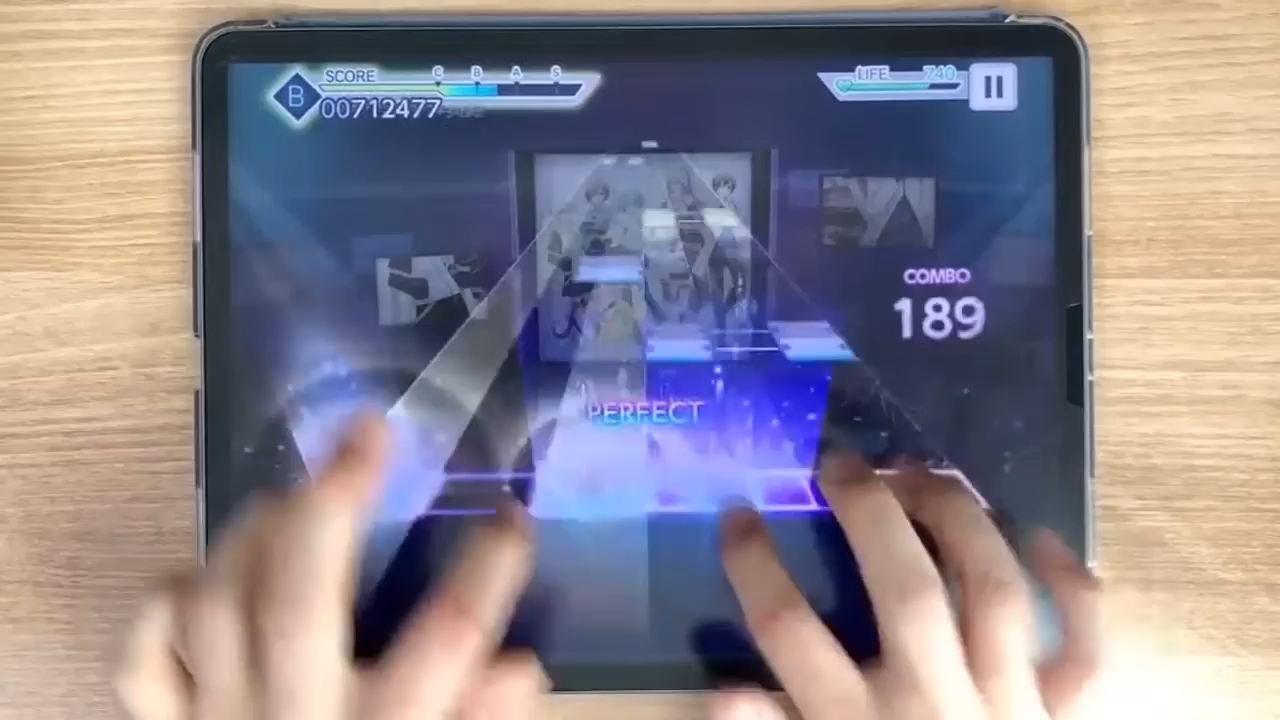 SCORE
C B A S
B
00712477
LIFE 740
COMBO
189
PERFECT